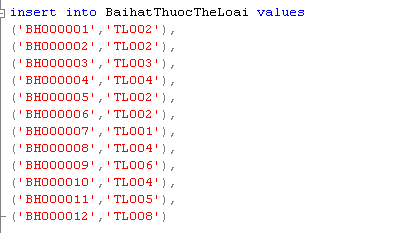 insert into BaihatThuocTheLoai values
('BH000001','TL002'),
('BH000002','TL002'),
('BH000003','TL003'),
('BH000004','TL004'),
('BH000005','TL002'),
('BH000006','TL002'),
('BH000007','TL001'),
('BH000008','TL004'),
('BH000009','TL006'),
('BH000010','TL004'),
('BH000011','TL005'),
('BH000012','TL008')